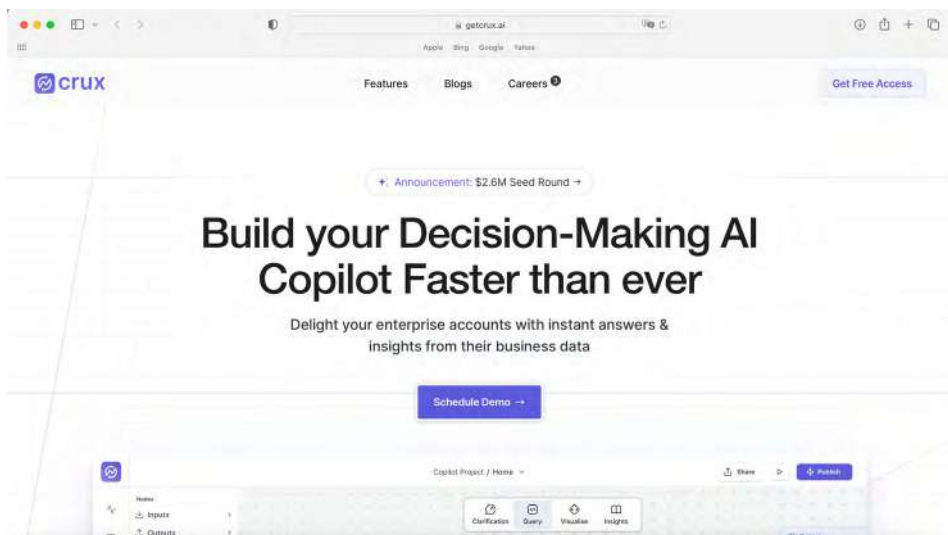 getcrux.ai
Apple Bing Google Yahoo
crux
Features Blogs Careers 3
Get Free Access
Announcement: $2.6M Seed Round →
Build your Decision-Making AI
Copilot Faster than ever
Delight your enterprise accounts with instant answers &
insights from their business data
Schedule Demo →
Copilot Project / Home
Share
Publish
Clarification Query Visualise Insights
Inputs
Outputs